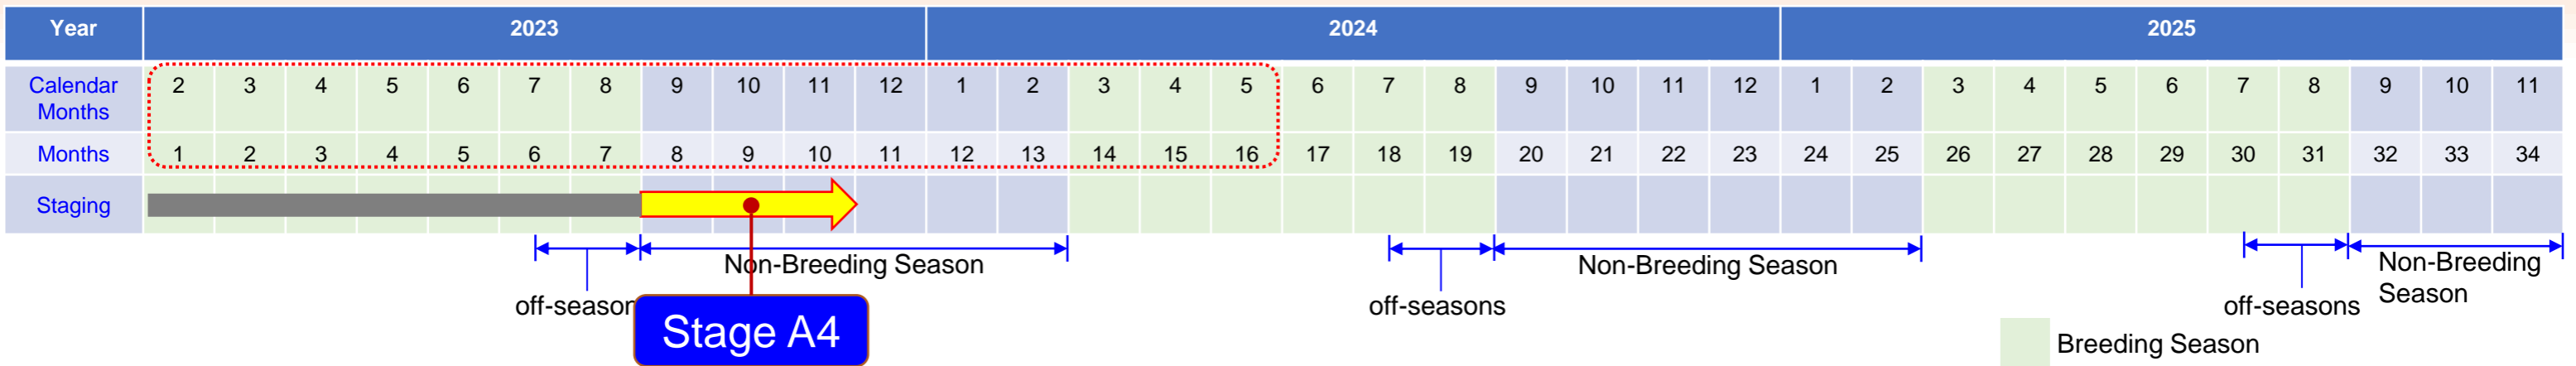 Year 2023 2024 2025
Calendar 2 3 4 5 6 7 8 9 10 11 12 1 2 3 4 5 6 7 8 9 10 11 12 1 2 3 4 5 6 7 8 9 10 11
Months
Months 1 2 3 4 5 6 7 8 9 10 11 12 13 14 15 16 17 18 19 20 21 22 23 24 25 26 27 28 29 30 31 32 33 34
Staging
Non-Breeding Season Non-Breeding Season Non-Breeding
Season
off-season off-seasons off-seasons
Stage A4
Breeding Season